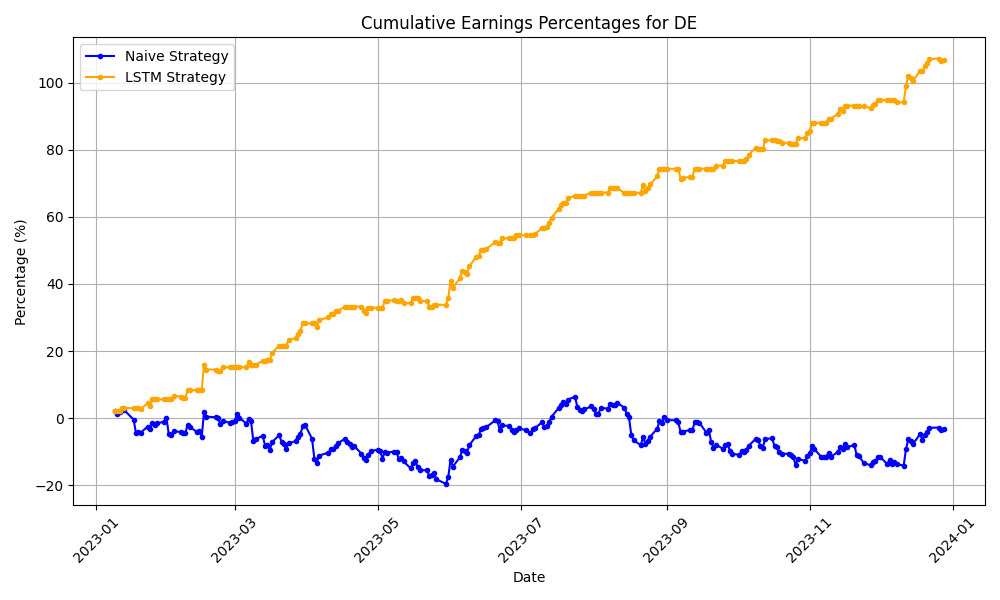 Cumulative Earnings Percentages for DE
Naive Strategy
LSTM Strategy
Percentage (%)
100
80
60
40
20
0
−20
2023-01
2023-03
2023-05
2023-07
2023-09
2023-11
2024-01
Date